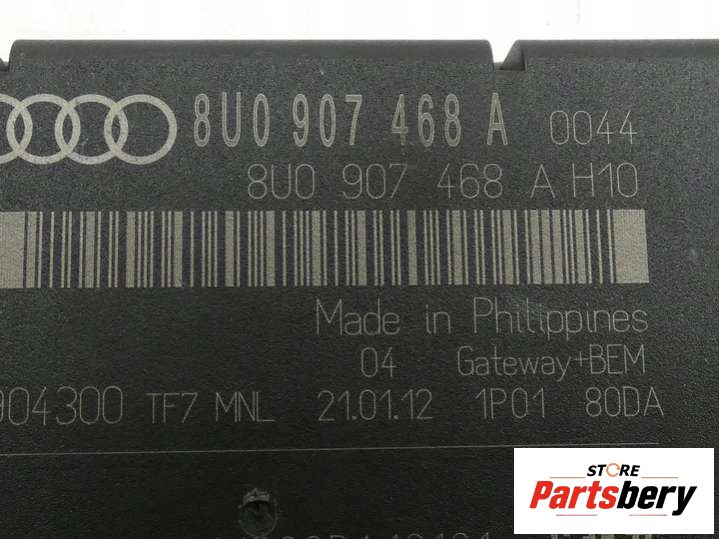 8U0 907 468 A 0044
8U0 907 468 A H10
Made in Philippines
04 Gateway+BEM
904300 TF7 MNL 21.01.12 1P01 80DA
STORE
Partsbery